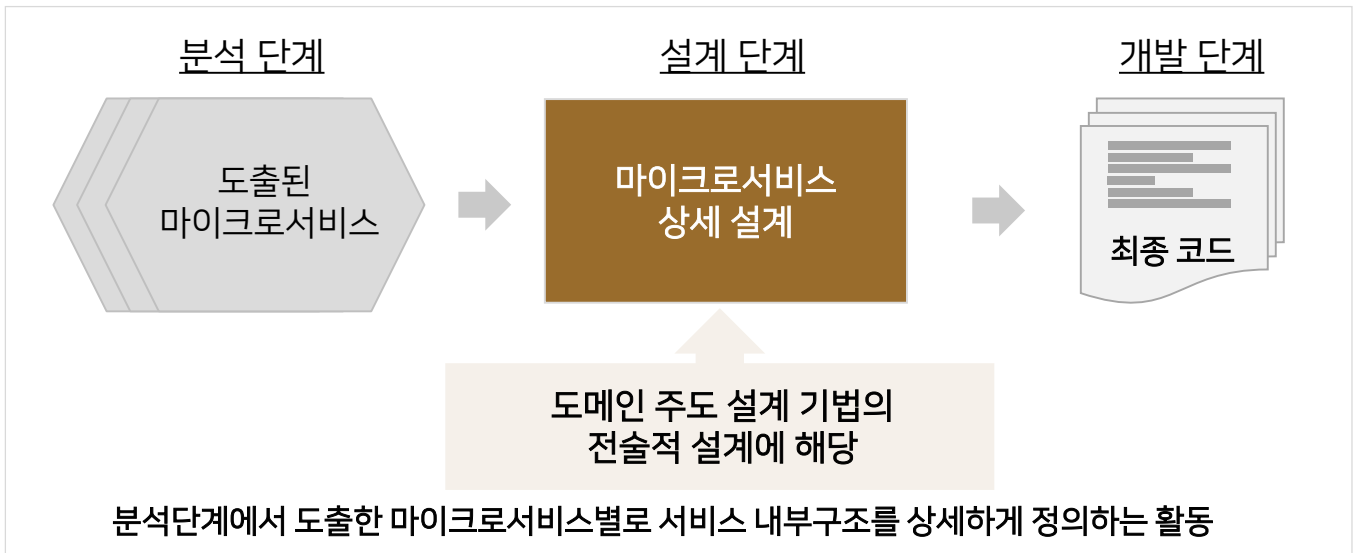 분석 단계
설계 단계
개발 단계
도출된
마이크로서비스
마이크로서비스
상세 설계
최종 코드
도메인 주도 설계 기법의
전술적 설계에 해당
분석단계에서 도출한 마이크로서비스별로 서비스 내부구조를 상세하게 정의하는 활동